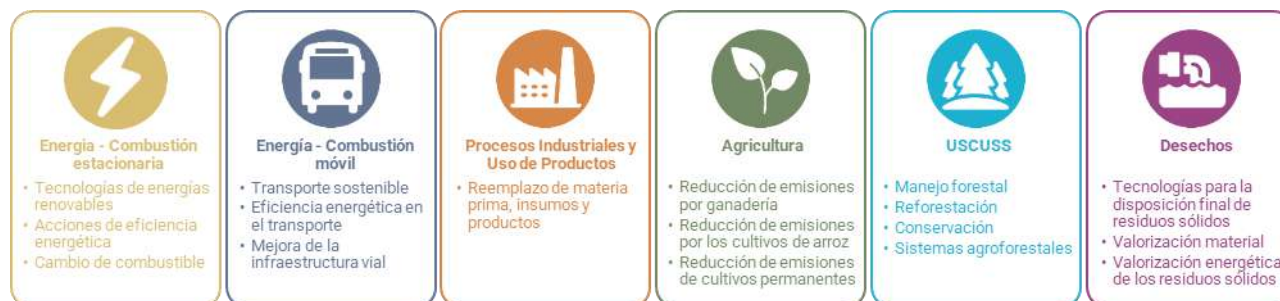 Energia - Combustión
estacionaria
• Tecnologías de energías
renovables
• Acciones de eficiencia
energética
• Cambio de combustible
Energía - Combustión
móvil
• Transporte sostenible
• Eficiencia energética en
el transporte
• Mejora de la
infraestructura vial
Procesos Industriales y
Uso de Productos
• Reemplazo de materia
prima, insumos y
productos
Agricultura
• Reducción de emisiones
por ganadería
• Reducción de emisiones
por los cultivos de arroz
• Reducción de emisiones
de cultivos permanentes
USCUSS
• Manejo forestal
• Reforestación
• Conservación
• Sistemas agroforestales
Desechos
• Tecnologías para la
disposición final de
residuos sólidos
• Valorización material
• Valorización energética
de los residuos sólidos